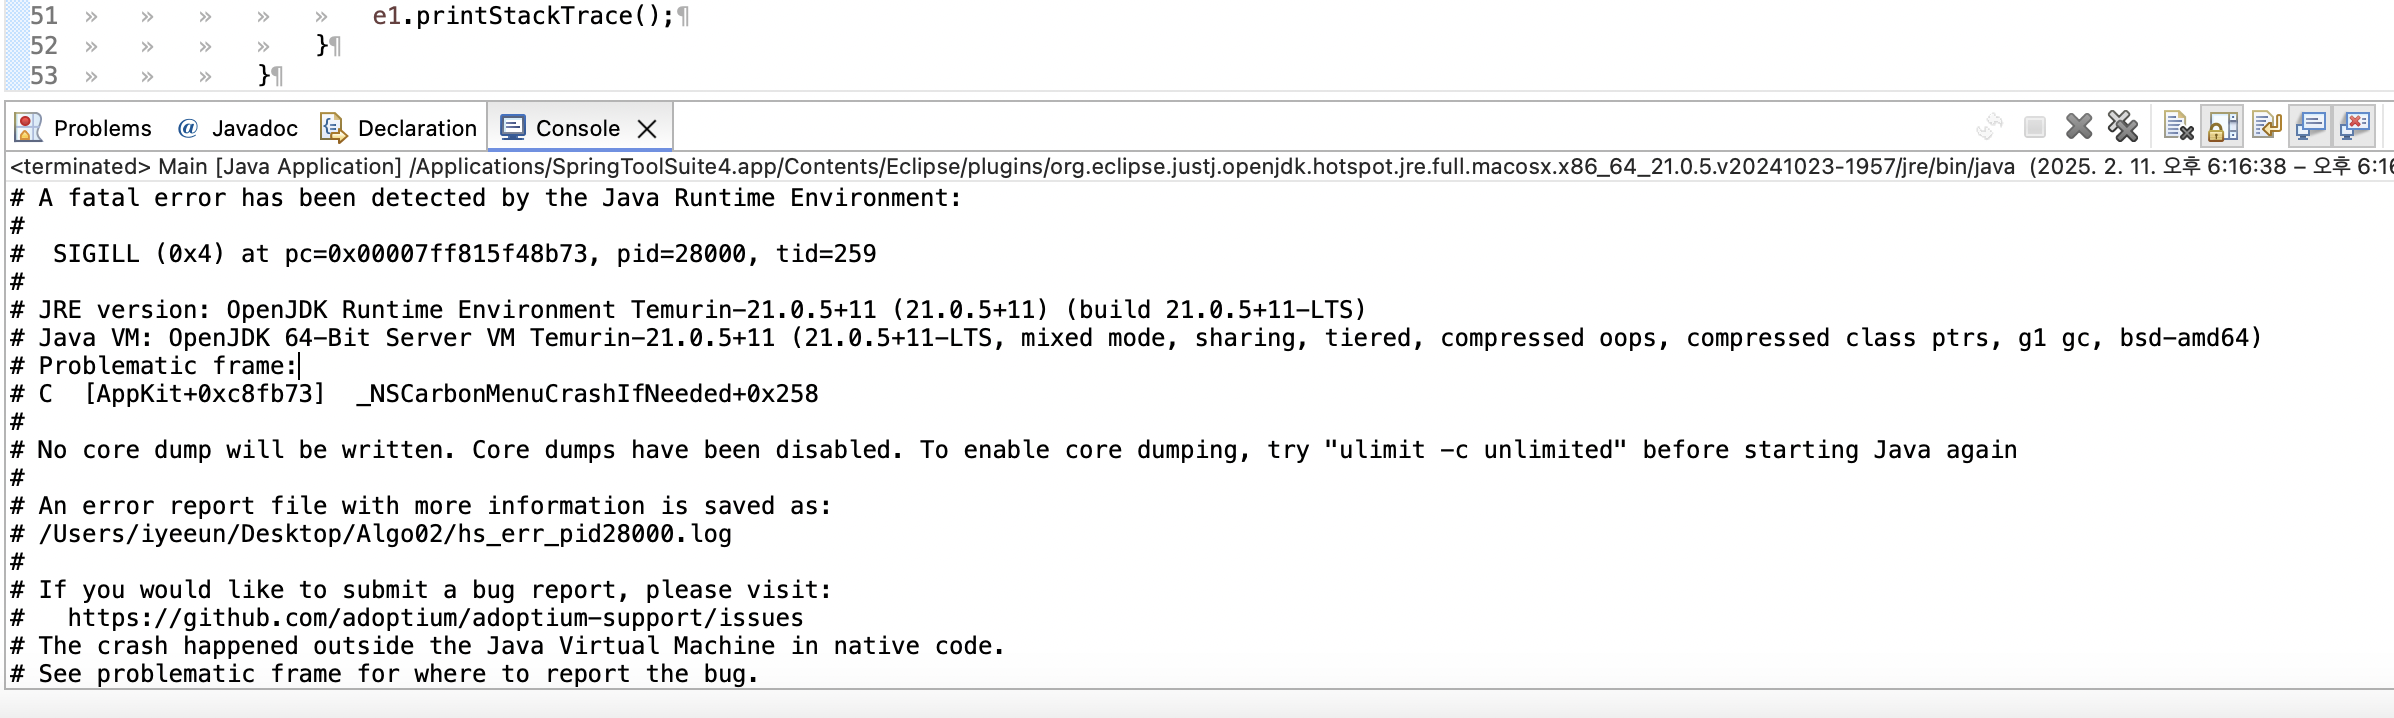 51 » » » » » e1.printStackTrace();¶
52 » » » » }¶
53 » » » }¶
Problems @ Javadoc Declaration Console
<terminated> Main [Java Application] /Applications/SpringToolSuite4.app/Contents/Eclipse/plugins/org.eclipse.justj.openjdk.hotspot.jre.full.macosx.x86_64_21.0.5.v20241023-1957/jre/bin/java (2025. 2. 11. 오후 6:16:38 – 오후 6:16
# A fatal error has been detected by the Java Runtime Environment:
#
#  SIGILL (0x4) at pc=0x00007ff815f48b73, pid=28000, tid=259
#
# JRE version: OpenJDK Runtime Environment Temurin-21.0.5+11 (21.0.5+11) (build 21.0.5+11-LTS)
# Java VM: OpenJDK 64-Bit Server VM Temurin-21.0.5+11 (21.0.5+11-LTS, mixed mode, sharing, tiered, compressed oops, compressed class ptrs, g1 gc, bsd-amd64)
# Problematic frame:
# C  [AppKit+0xc8fb73]  _NSCarbonMenuCrashIfNeeded+0x258
#
# No core dump will be written. Core dumps have been disabled. To enable core dumping, try "ulimit -c unlimited" before starting Java again
#
# An error report file with more information is saved as:
# /Users/iyeeun/Desktop/Algo02/hs_err_pid28000.log
#
# If you would like to submit a bug report, please visit:
#   https://github.com/adoptium/adoptium-support/issues
# The crash happened outside the Java Virtual Machine in native code.
# See problematic frame for where to report the bug.